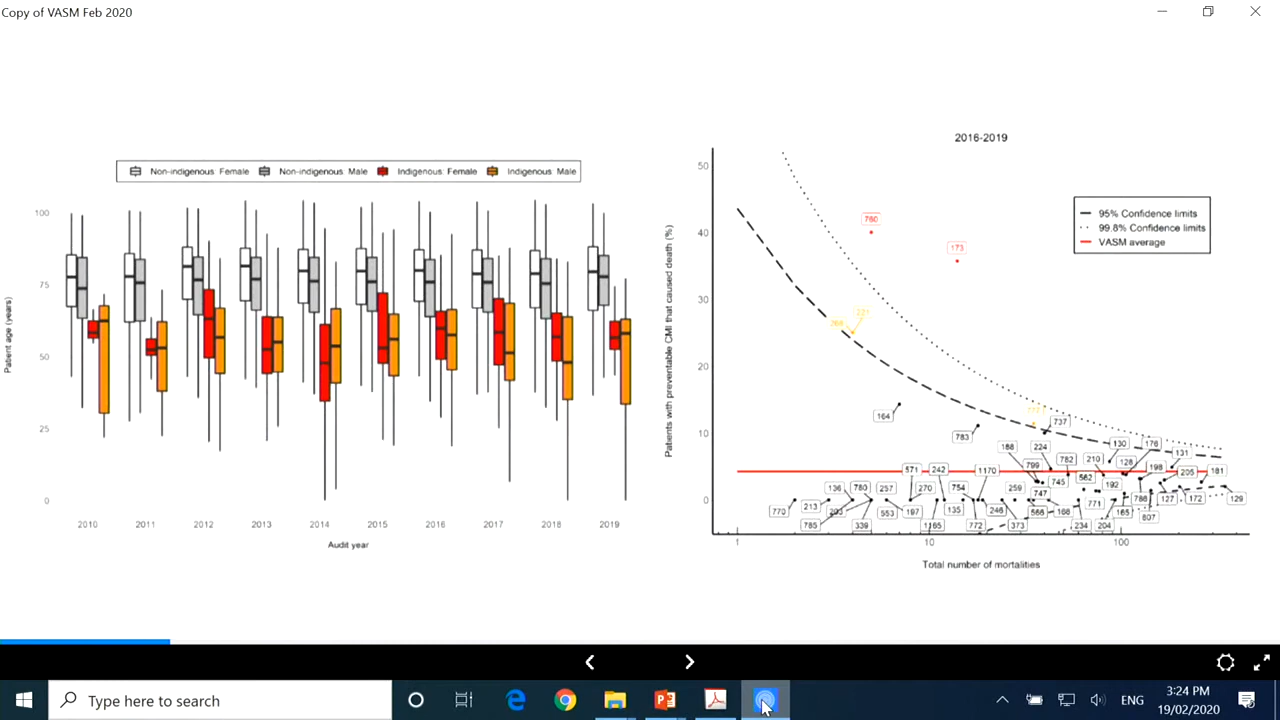 Copy of VASM Feb 2020
Non-indigenous: Female Non-indigenous: Male Indigenous: Female Indigenous: Male
Patient age (years)
100
75
50
25
0
2010 2011 2012 2013 2014 2015 2016 2017 2018 2019
Audit year
2016-2019
95% Confidence limits
99.8% Confidence limits
VASM average
Patients with preventable CMI that caused death (%)
50
40
30
20
10
0
760
173
221
164
783
737
188 224 130 176
799 782 210 128 131
571 242 1170 745 562 198 205 181
136 780 257 270 754 259 747 192
770 213 553 197 135 246 566 166 771 786 127 172 129
785 339 1165 772 373 234 204 165 807
1 10 100
Total number of mortalities
Type here to search
ENG
3:24 PM
19/02/2020